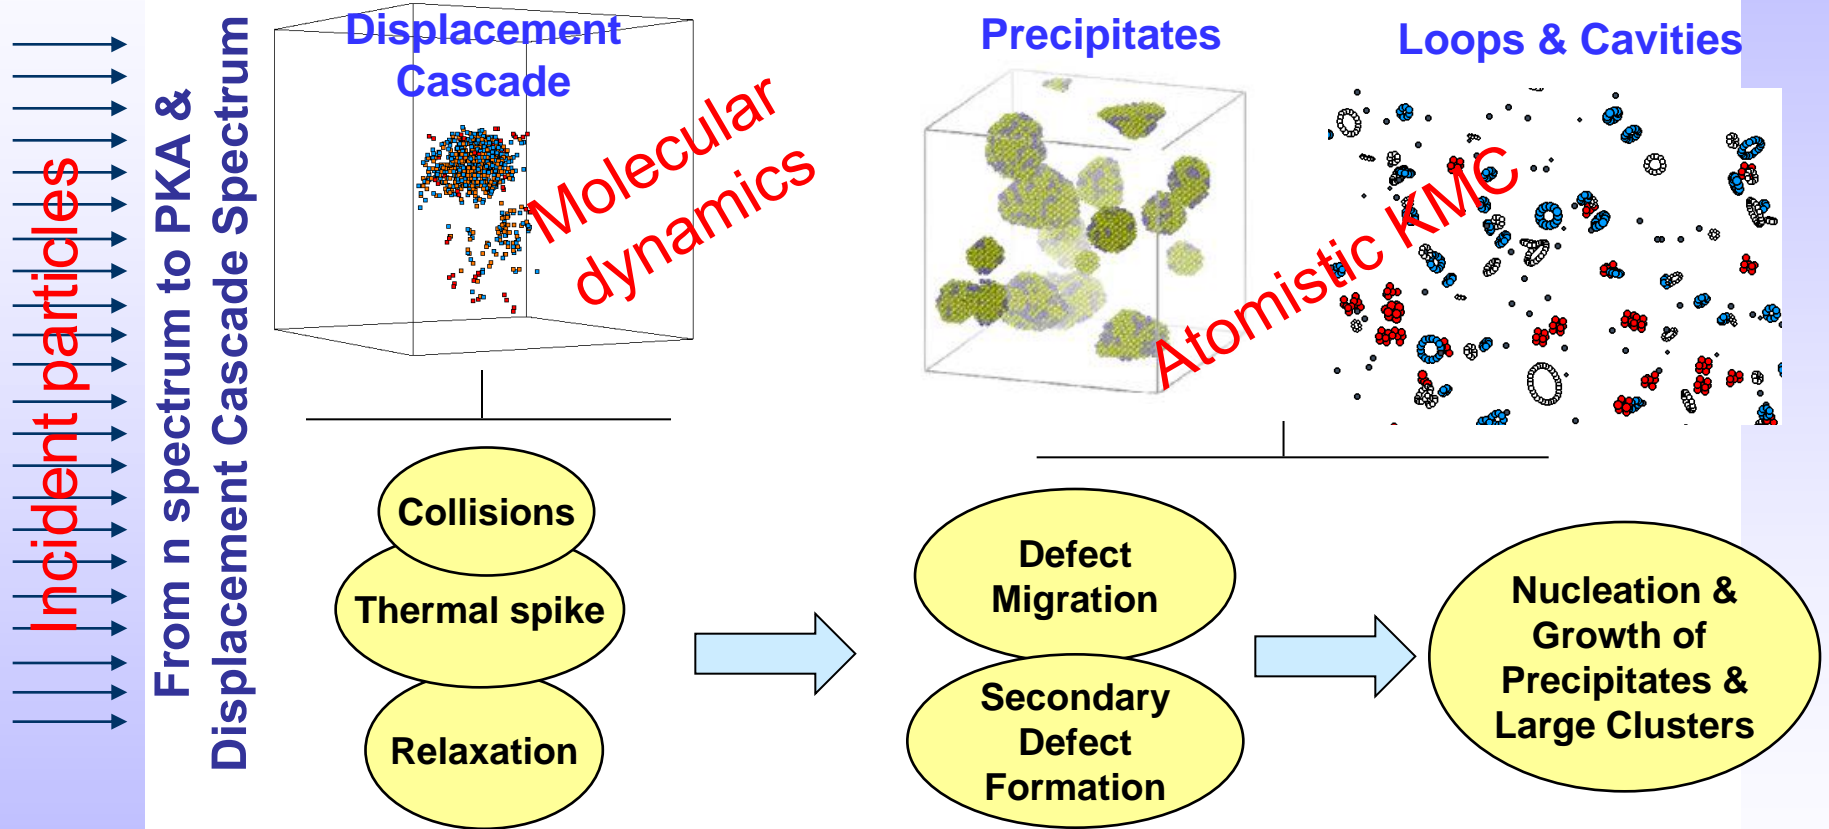 Incident particles
From n spectrum to PKA &
Displacement Cascade Spectrum
Displacement
Cascade
Molecular
dynamics
Precipitates
Loops & Cavities
Atomistic KMC
Collisions
Thermal spike
Relaxation
Defect
Migration
Secondary
Defect
Formation
Nucleation &
Growth of
Precipitates &
Large Clusters